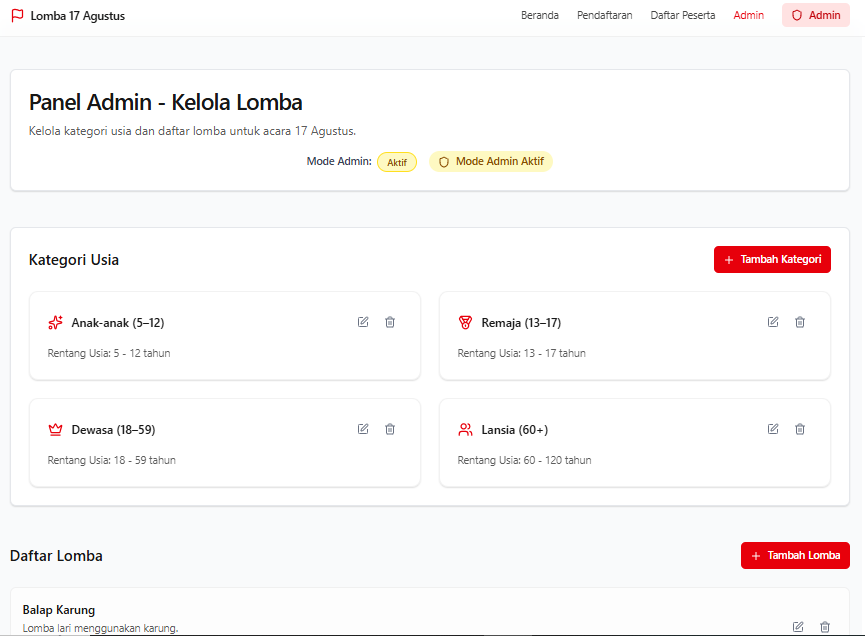 Lomba 17 Agustus
Beranda
Pendaftaran
Daftar Peserta
Admin
Admin
Panel Admin - Kelola Lomba
Kelola kategori usia dan daftar lomba untuk acara 17 Agustus.
Mode Admin: Aktif Mode Admin Aktif
Kategori Usia
+ Tambah Kategori
Anak-anak (5–12)
Rentang Usia: 5 - 12 tahun
Remaja (13–17)
Rentang Usia: 13 - 17 tahun
Dewasa (18–59)
Rentang Usia: 18 - 59 tahun
Lansia (60+)
Rentang Usia: 60 - 120 tahun
Daftar Lomba
+ Tambah Lomba
Balap Karung
Lomba lari menggunakan karung.